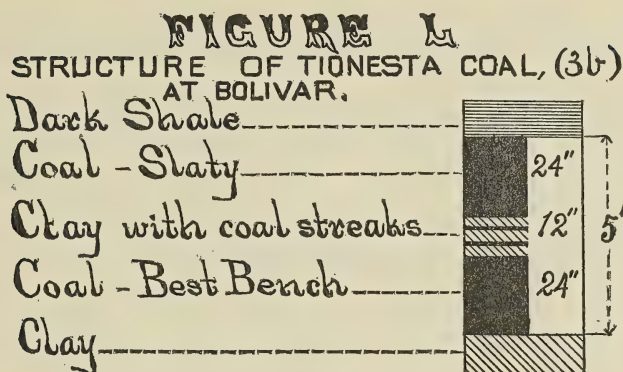 FIGURE L
STRUCTURE OF TIONESTA COAL, (3b)
AT BOLIVAR.
Dark Shale
Coal - Slaty 24"
Clay with coal streaks 12" 5'
Coal - Best Bench 24"
Clay